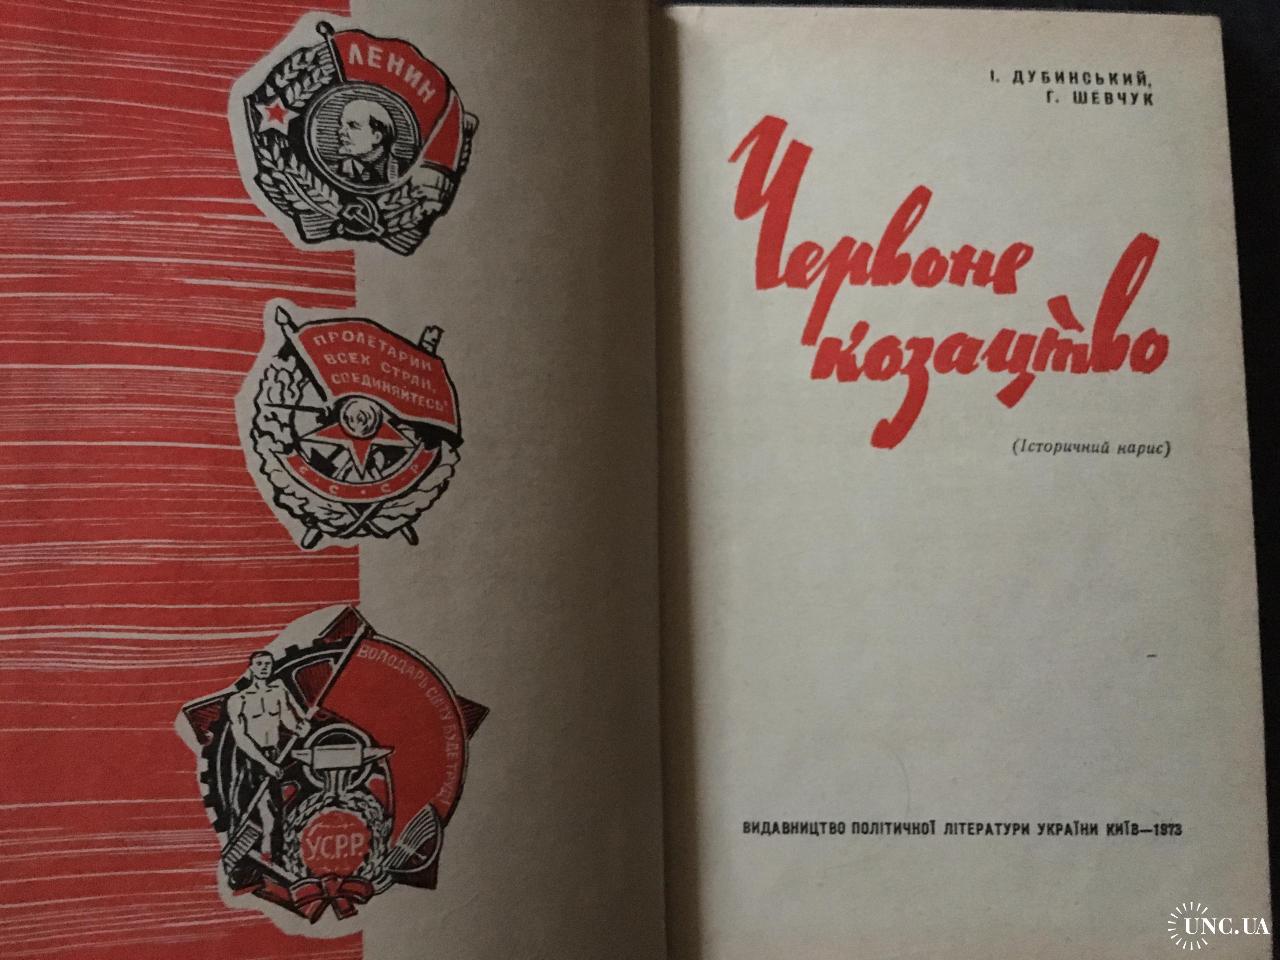 ЛЕНИН
ПРОЛЕТАРИИ
ВСЕХ СТРАН,
СОЕДИНЯЙТЕСЬ!
С · С · С · Р
ВОЛОДАРЬ СВІТУ БУДЕ ТРУД!
У.С.Р.Р.
І. ДУБИНСЬКИЙ,
Г. ШЕВЧУК
Червоне
козацтво
(Історичний нарис)
ВИДАВНИЦТВО ПОЛІТИЧНОЇ ЛІТЕРАТУРИ УКРАЇНИ КИЇВ—1973
UNC.UA